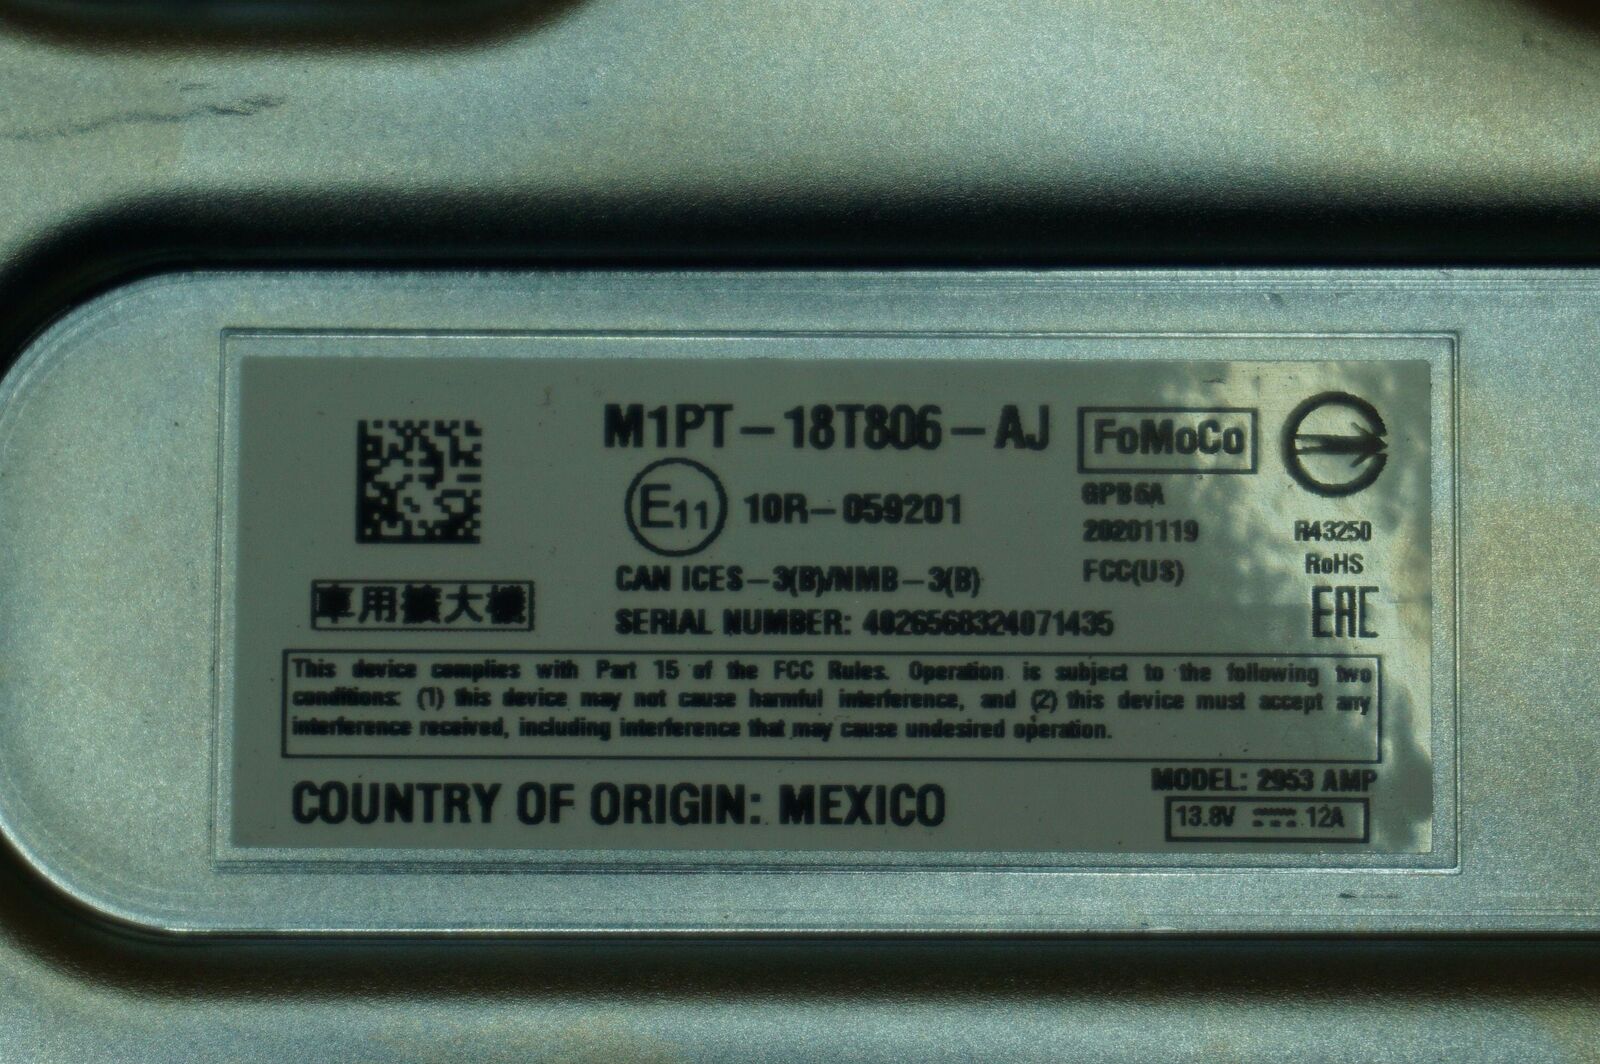 M1PT-18T806-AJ
FoMoCo
E11
10R-059201
GPB6A
20201119
FCC(US)
R43250
RoHS
EAC
CAN ICES-3(B)/NMB-3(B)
SERIAL NUMBER: 4026568324071435
車用擴大機
This device complies with Part 15 of the FCC Rules. Operation is subject to the following two
conditions: (1) this device may not cause harmful interference, and (2) this device must accept any
interference received, including interference that may cause undesired operation.
COUNTRY OF ORIGIN: MEXICO
MODEL: 2953 AMP
13.8V ⎓ 12A